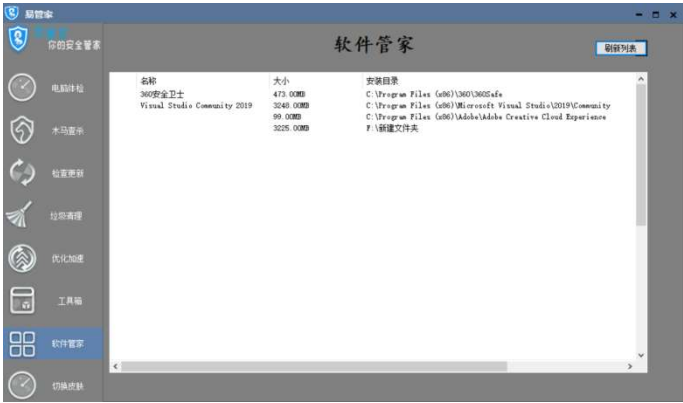 易管家
你的安全管家
软件管家
刷新列表
电脑体检
木马查杀
检查更新
垃圾清理
优化加速
工具箱
软件管家
切换皮肤
名称 大小 安装目录
360安全卫士 473.00MB C:\Program Files (x86)\360\360Safe
Visual Studio Community 2019 3248.00MB C:\Program Files (x86)\Microsoft Visual Studio\2019\Community
99.00MB C:\Program Files (x86)\Adobe\Adobe Creative Cloud Experience
3225.00MB F:\新建文件夹